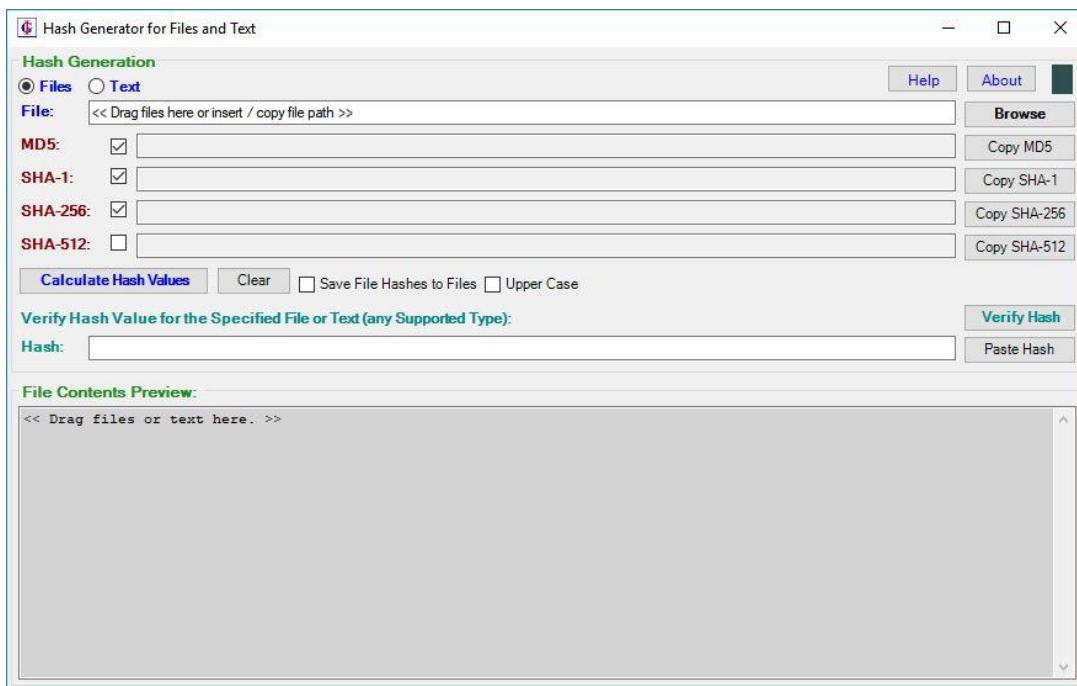 Hash Generator for Files and Text
Hash Generation
Files Text Help About
File: << Drag files here or insert / copy file path >> Browse
MD5: Copy MD5
SHA-1: Copy SHA-1
SHA-256: Copy SHA-256
SHA-512: Copy SHA-512
Calculate Hash Values Clear Save File Hashes to Files Upper Case
Verify Hash Value for the Specified File or Text (any Supported Type): Verify Hash
Hash: Paste Hash
File Contents Preview:
<< Drag files or text here. >>